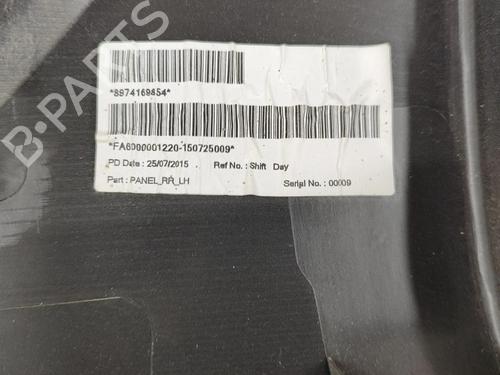 *8974169854*
*FA6000001220-150725009*
PD Date : 25/07/2015 Ref No. : Shift Day
Part : PANEL_RR_LH Serial No. : 00009
B-PARTS